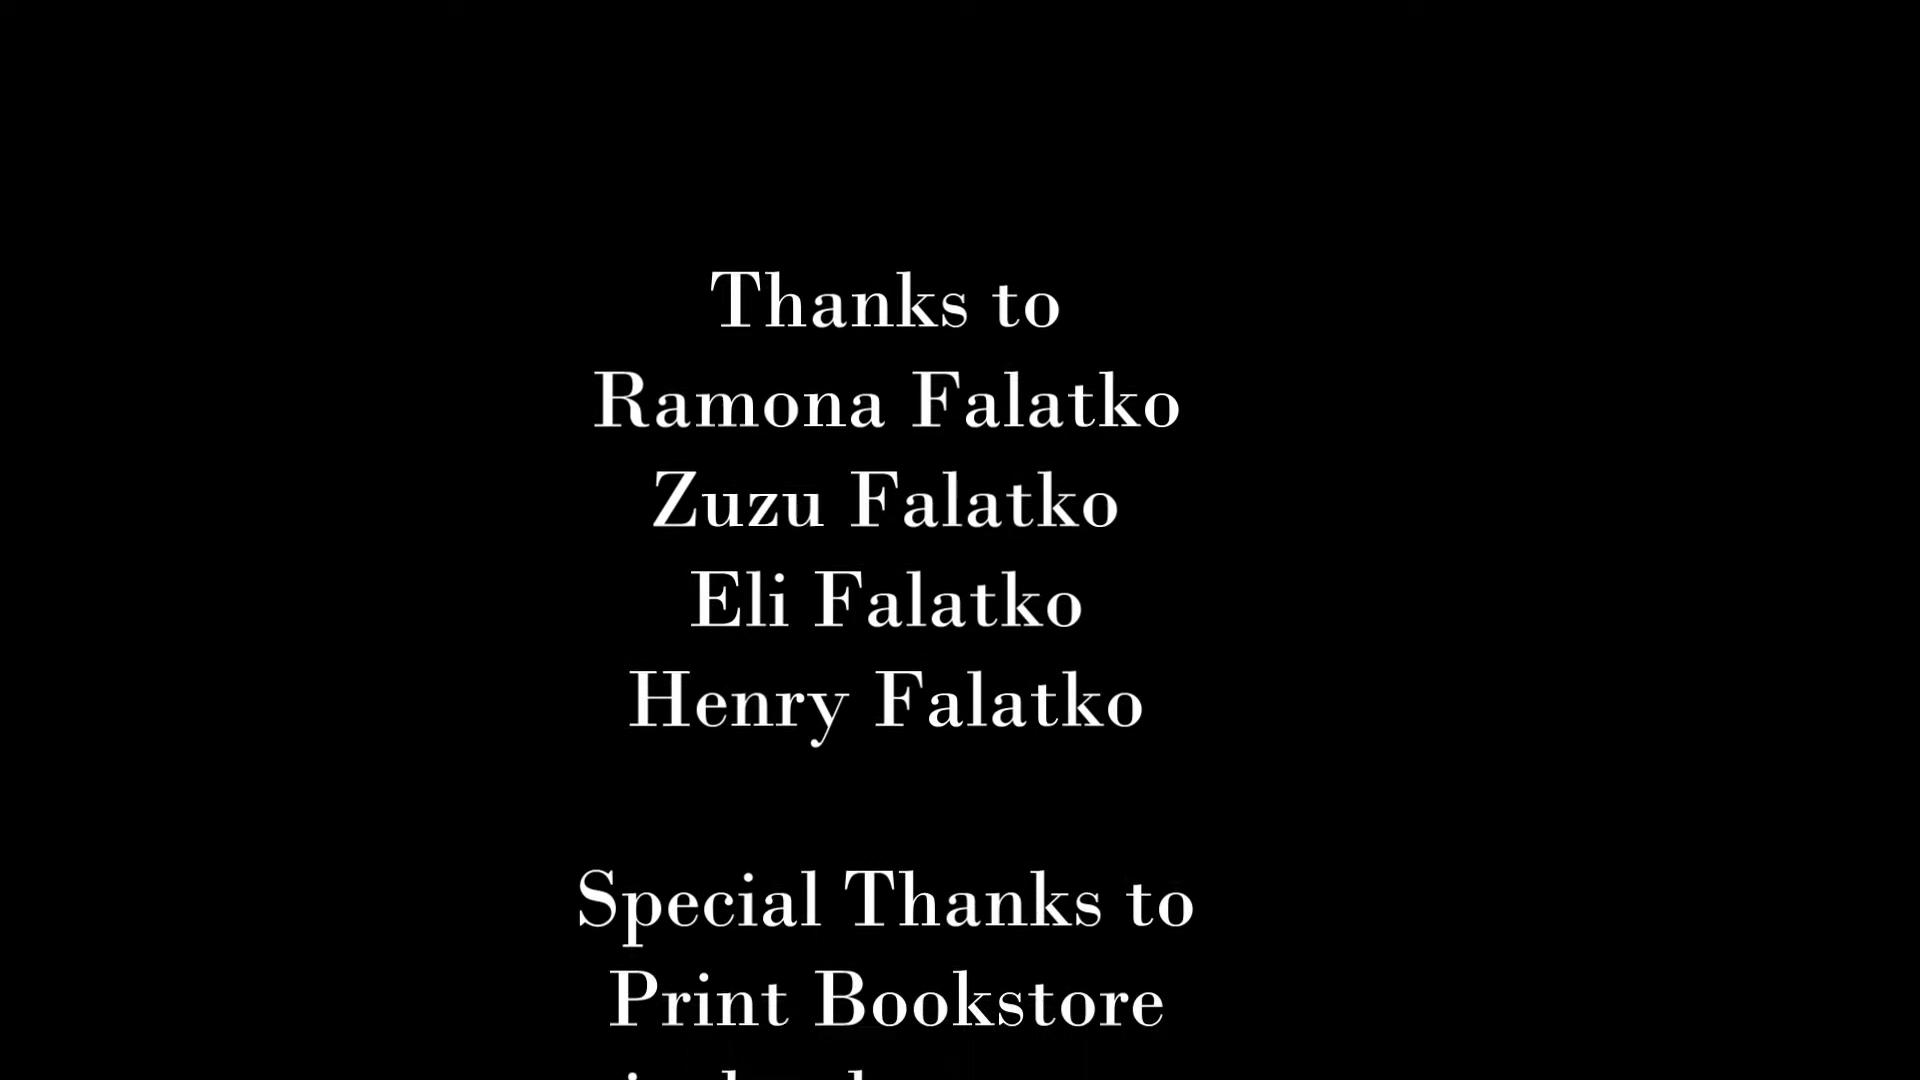 Thanks to
Ramona Falatko
Zuzu Falatko
Eli Falatko
Henry Falatko
Special Thanks to
Print Bookstore